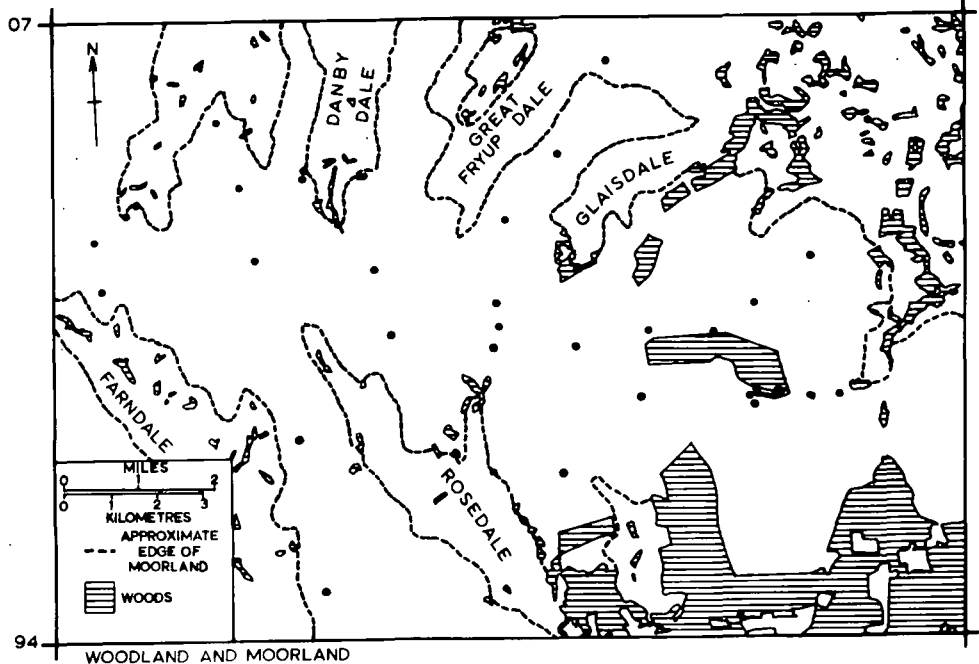 07
N
DANBY
DALE
GREAT
FRYUP DALE
GLAISDALE
FARNDALE
ROSEDALE
MILES
0 2
0 1 2 3
KILOMETRES
APPROXIMATE
EDGE OF
MOORLAND
WOODS
94
WOODLAND AND MOORLAND